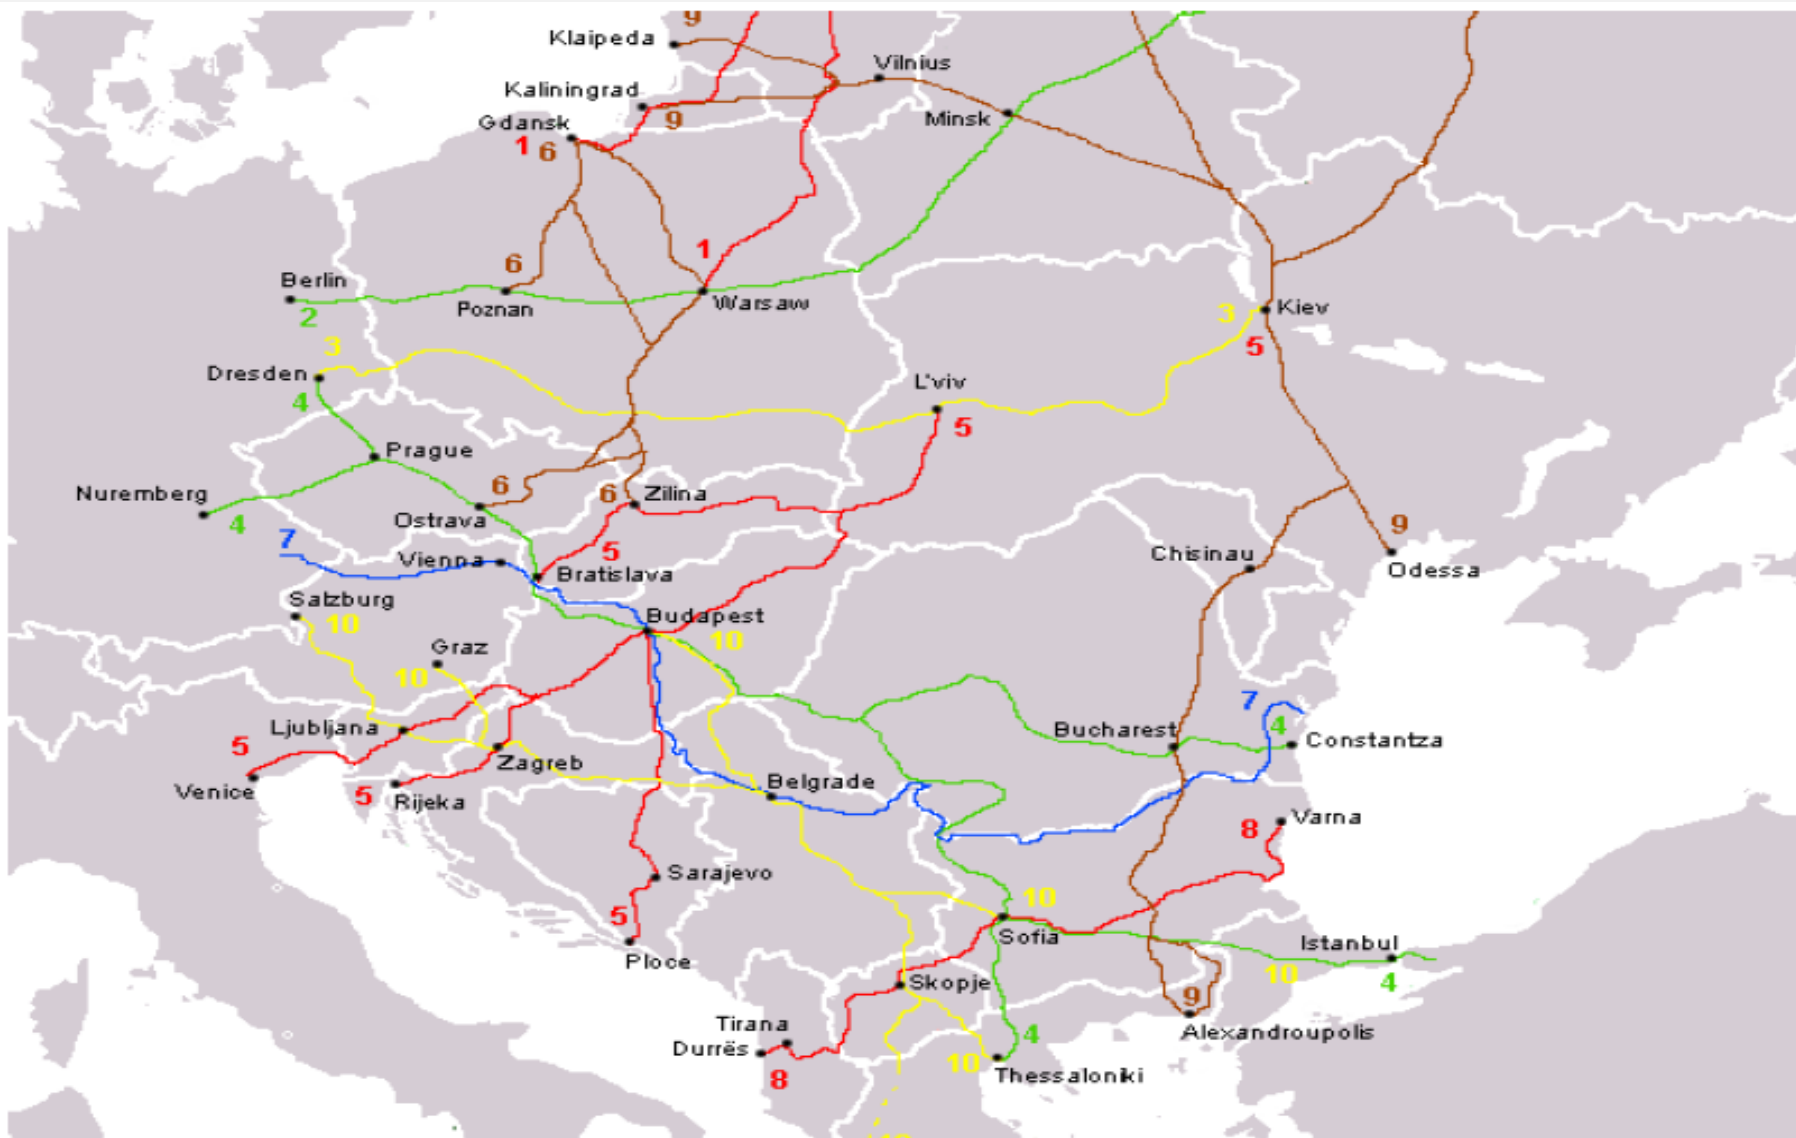 9
Klaipeda
Vilnius
Kaliningrad
9
Minsk
Gdansk
1 6
1
6
Berlin
2
Poznan
Warsaw
3
Kiev
5
3
Dresden
4
L'viv
5
Prague
Nuremberg
4
6
Ostrava
6
Zilina
9
Odessa
7
Vienna
5
Bratislava
Chisinau
Salzburg
10
Budapest
10
Graz
10
7
4
Bucharest
Constantza
Ljubljana
5
Venice
Zagreb
5
Rijeka
Belgrade
8
Varna
Sarajevo
5
Ploce
10
Sofia
Istanbul
10
4
Skopje
9
Alexandroupolis
Tirana
Durrës
8
4
10
Thessaloniki
10